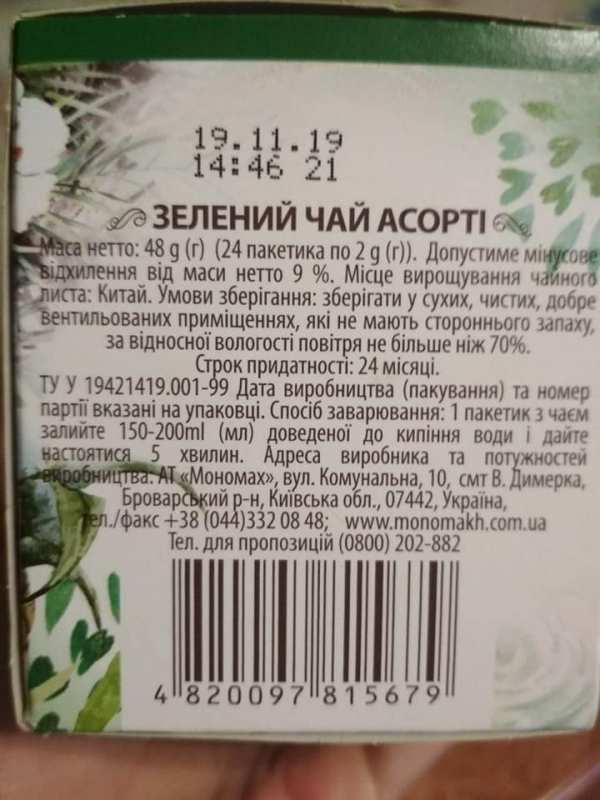 19.11.19
14:46 21
ЗЕЛЕНИЙ ЧАЙ АСОРТІ
Маса нетто: 48 g (г) (24 пакетика по 2 g (г)). Допустиме мінусове
відхилення від маси нетто 9 %. Місце вирощування чайного
листа: Китай. Умови зберігання: зберігати у сухих, чистих, добре
вентильованих приміщеннях, які не мають стороннього запаху,
за відносної вологості повітря не більше ніж 70%.
Строк придатності: 24 місяці.
ТУ У 19421419.001-99 Дата виробництва (пакування) та номер
партії вказані на упаковці. Спосіб заварювання: 1 пакетик з чаєм
залийте 150-200ml (мл) доведеної до кипіння води і дайте
настоятися 5 хвилин. Адреса виробника та потужностей
виробництва: АТ «Мономах», вул. Комунальна, 10, смт В. Димерка,
Броварський р-н, Київська обл., 07442, Україна,
тел./факс +38 (044)332 08 48; www.monomakh.com.ua
Тел. для пропозицій (0800) 202-882
4 820097 815679